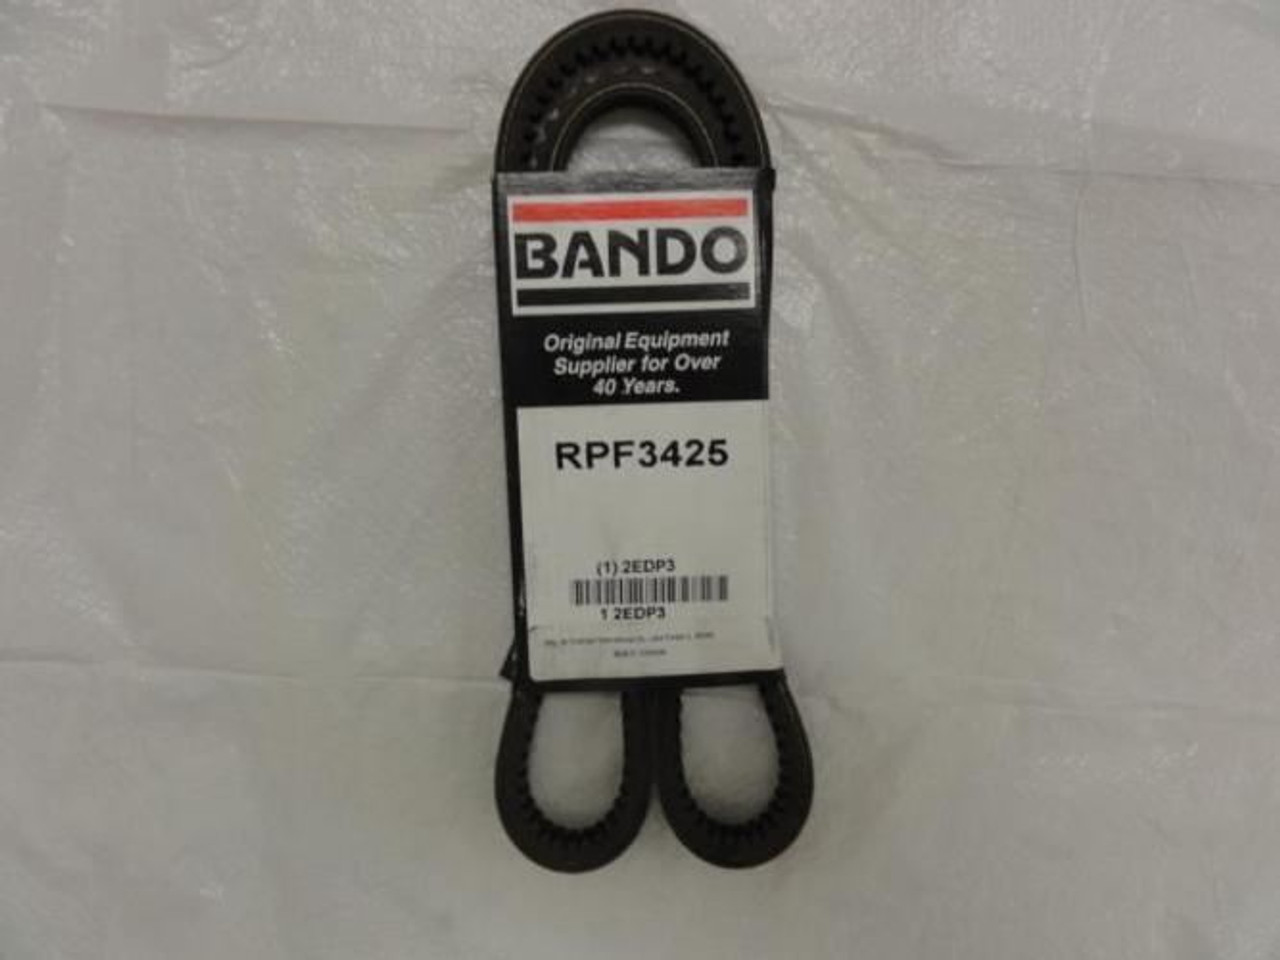 BANDO
Original Equipment
Supplier for Over
40 Years.
RPF3425
(1) 2EDP3
1 2EDP3